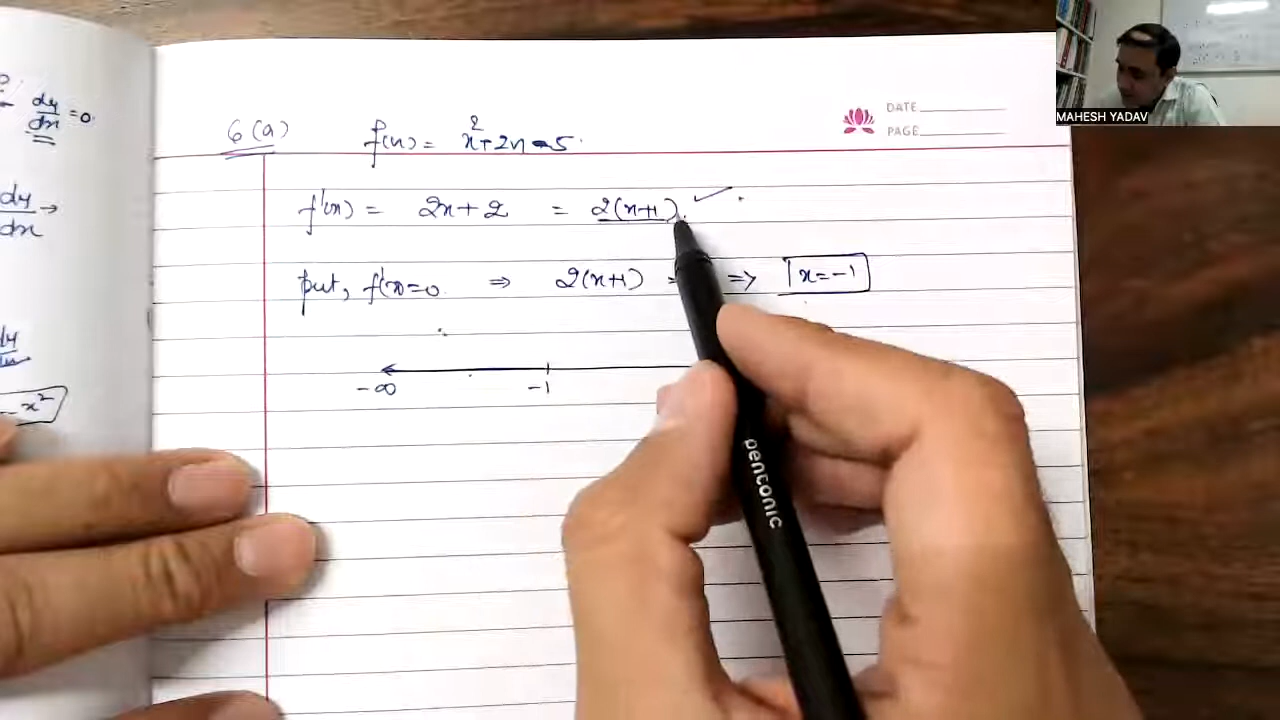 dy/dx = 0
dy/dx →
- x²
DATE
PAGE
MAHESH YADAV
6(a) f(x) = x² + 2x - 5
f'(x) = 2x + 2 = 2(x+1)
put, f'(x) = 0 ⇒ 2(x+1) = ⇒ x = -1
-∞ -1
pentonic